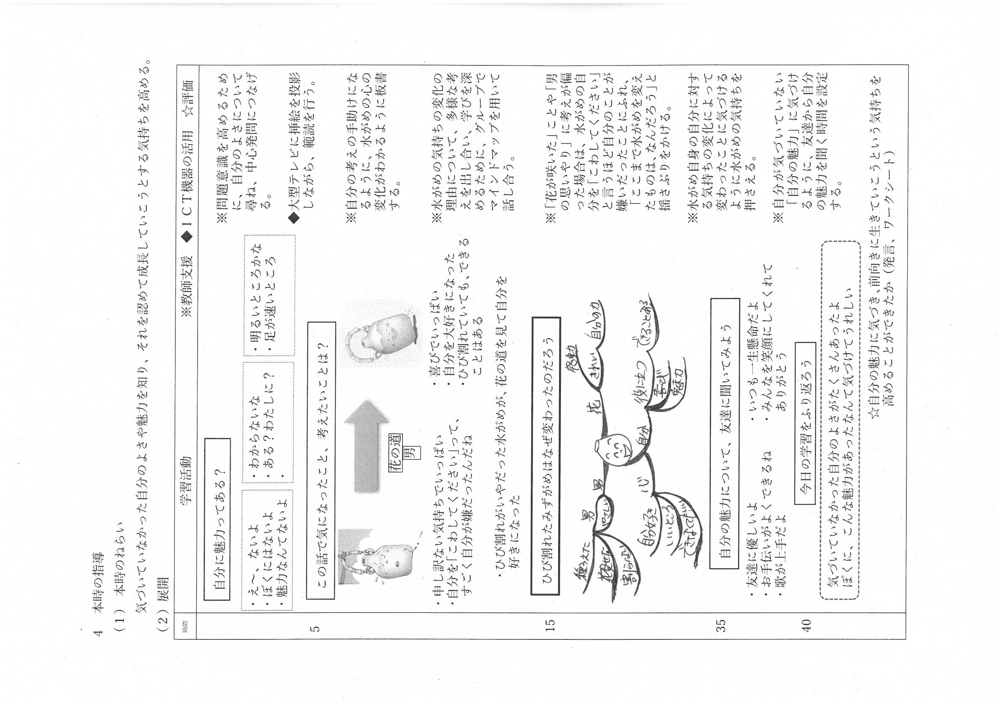 4　本時の指導
（1）　本時のねらい
気づいていなかった自分のよさや魅力を知り、それを認めて成長していこうとする気持ちを高める。
（2）展開
時間
学習活動
※教師支援　◆ＩＣＴ機器の活用　☆評価
自分に魅力ってある？
・え～、ないよ
・ぼくにはないよ
・魅力なんてないよ
・わからないな
・ある？わたしに？
・
・明るいところかな
・足が速いところ
※問題意識を高めるため
に、自分のよさについて
尋ね、中心発問につなげ
る。
5
この話で気になったこと、考えたいことは？
◆大型テレビに挿絵を投影
しながら、範読を行う。
花の道
男
※自分の考えの手助けにな
るように、水がめの心の
変化がわかるように板書
する。
・申し訳ない気持ちでいっぱい
・自分を「こわしてください」って、
すごく自分が嫌だったんだね
・喜びでいっぱい
・自分を大好きになった
・ひび割れていても、できる
ことはある
・ひび割れがいやだった水がめが、花の道を見て自分を
好きになった
※水がめの気持ちの変化の
理由について、多様な考
えを出し合い、学びを深
めるために、グループで
マインドマップを用いて
話し合う。
15
ひび割れたみずがめはなぜ変わったのだろう
種うえた
花見せた
男
やさしい
男
花
感動
きれい
自分の力
自分
役に立つ
できることある
喜び
魅力
心
自分好き
いいところ
※「花が咲いた」ことや「男
の思いやり」に考えが偏
った場合は、水がめの自
分を「こわしてください」
と言うほど自分のことが
嫌いだったことにふれ、
「ここまで水がめを変え
たものは、なんだろう」と
揺さぶりをかける。
※水がめ自身の自分に対す
る気持ちの変化によって
変わったことに気づける
ように水がめの気持ちを
押さえる。
35
自分の魅力について、友達に聞いてみよう
・友達に優しいよ
・お手伝いがよくできるね
・歌が上手だよ
・いつも一生懸命だよ
・みんなを笑顔にしてくれて
ありがとう
※自分が気づいていない
「自分の魅力」に気づけ
るように、友達から自分
の魅力を聞く時間を設定
する。
40
今日の学習をふり返ろう
気づいていなかった自分のよさがたくさんあったよ
ぼくに、こんな魅力があったなんて気づけてうれしい
☆自分の魅力に気づき、前向きに生きていこうという気持ちを
高めることができたか（発言、ワークシート）